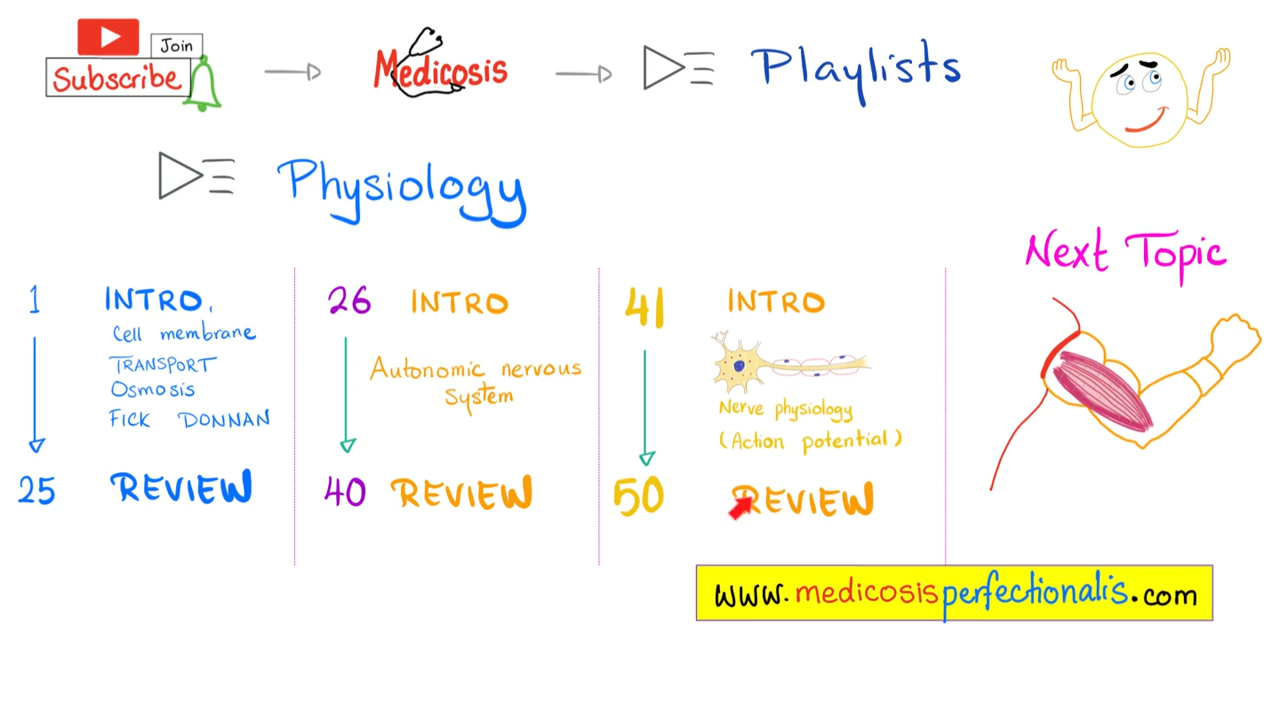 Join
Subscribe
Medicosis
Playlists
Physiology
1 INTRO.
Cell membrane
TRANSPORT
Osmosis
FICK DONNAN
25 REVIEW
26 INTRO
Autonomic nervous
System
40 REVIEW
41 INTRO
Nerve physiology
(Action potential)
50 REVIEW
Next Topic
www.medicosisperfectionalis.com